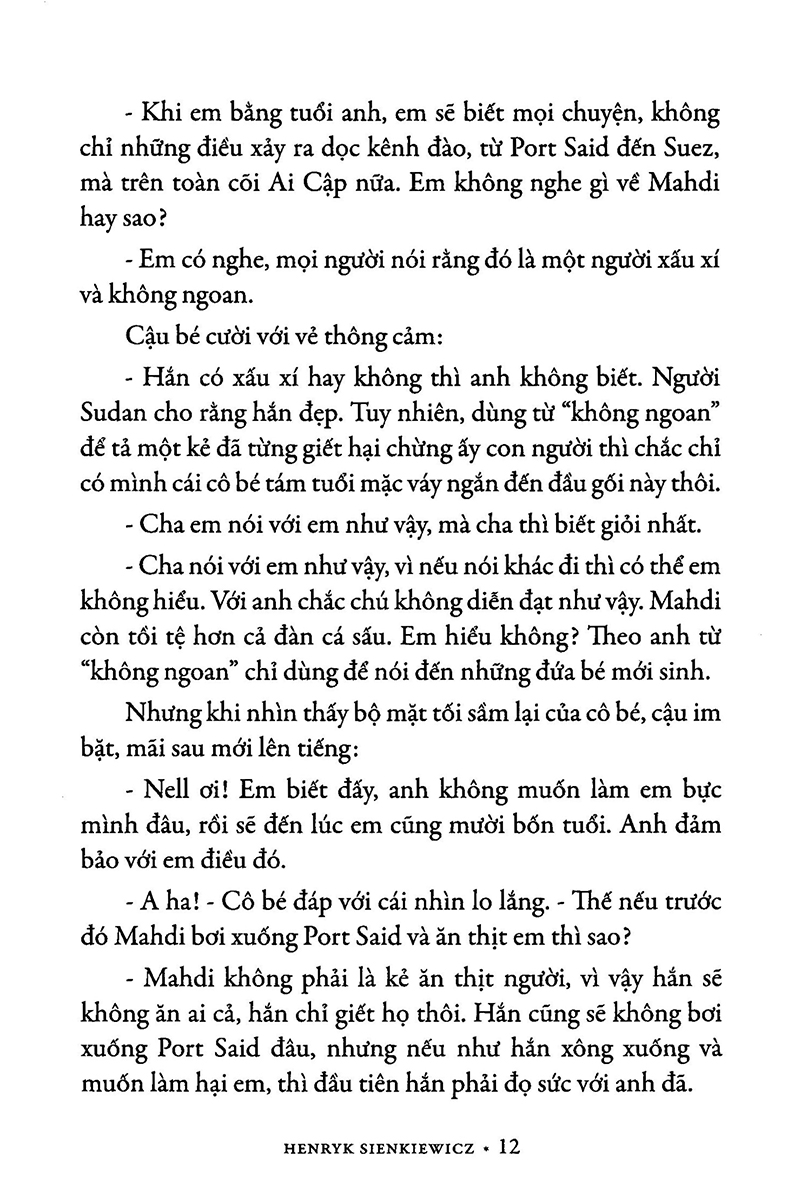 - Khi em bằng tuổi anh, em sẽ biết mọi chuyện, không
chỉ những điều xảy ra dọc kênh đào, từ Port Said đến Suez,
mà trên toàn cõi Ai Cập nữa. Em không nghe gì về Mahdi
hay sao?
- Em có nghe, mọi người nói rằng đó là một người xấu xí
và không ngoan.
Cậu bé cười với vẻ thông cảm:
- Hắn có xấu xí hay không thì anh không biết. Người
Sudan cho rằng hắn đẹp. Tuy nhiên, dùng từ “không ngoan”
để tả một kẻ đã từng giết hại chừng ấy con người thì chắc chỉ
có mình cái cô bé tám tuổi mặc váy ngắn đến đầu gối này thôi.
- Cha em nói với em như vậy, mà cha thì biết giỏi nhất.
- Cha nói với em như vậy, vì nếu nói khác đi thì có thể em
không hiểu. Với anh chắc chú không diễn đạt như vậy. Mahdi
còn tồi tệ hơn cả đàn cá sấu. Em hiểu không? Theo anh từ
“không ngoan” chỉ dùng để nói đến những đứa bé mới sinh.
Nhưng khi nhìn thấy bộ mặt tối sầm lại của cô bé, cậu im
bặt, mãi sau mới lên tiếng:
- Nell ơi! Em biết đấy, anh không muốn làm em bực
mình đâu, rồi sẽ đến lúc em cũng mười bốn tuổi. Anh đảm
bảo với em điều đó.
- A ha! - Cô bé đáp với cái nhìn lo lắng. - Thế nếu trước
đó Mahdi bơi xuống Port Said và ăn thịt em thì sao?
- Mahdi không phải là kẻ ăn thịt người, vì vậy hắn sẽ
không ăn ai cả, hắn chỉ giết họ thôi. Hắn cũng sẽ không bơi
xuống Port Said đâu, nhưng nếu như hắn xông xuống và
muốn làm hại em, thì đầu tiên hắn phải đọ sức với anh đã.
HENRYK SIENKIEWICZ * 12